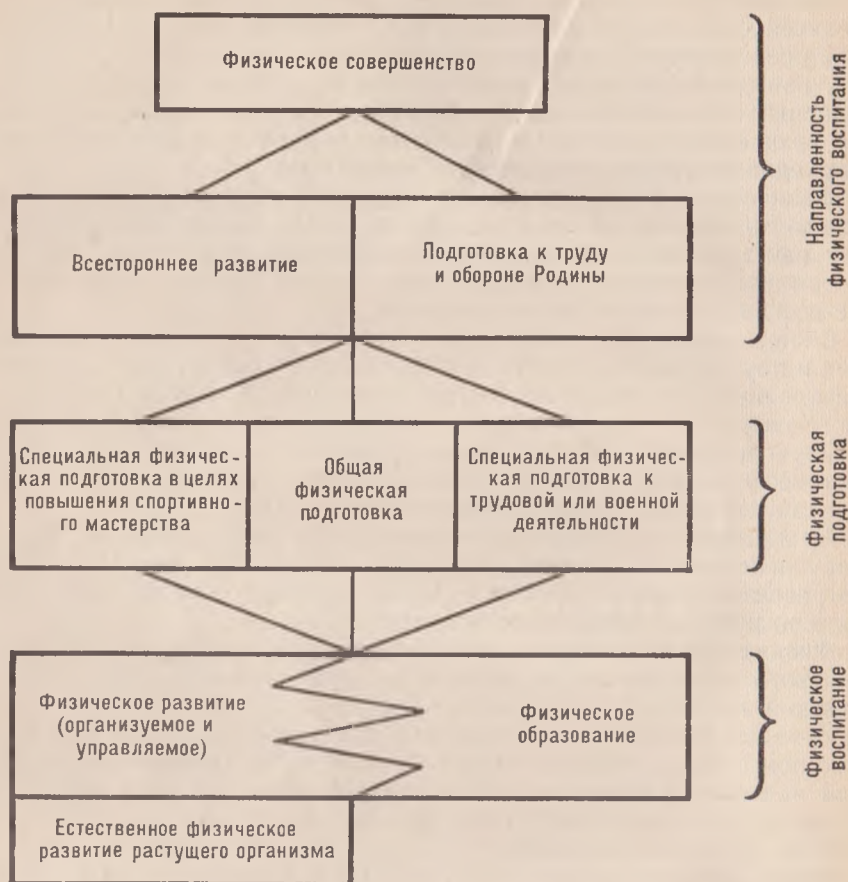 Физическое совершенство
Направленность
физического воспитания
Всестороннее развитие
Подготовка к труду
и обороне Родины
Специальная физичес-
кая подготовка в целях
повышения спортивно-
го мастерства
Общая
физическая
подготовка
Специальная физичес-
кая подготовка к
трудовой или военной
деятельности
Физическая
подготовка
Физическое развитие
(организуемое и
управляемое)
Физическое
образование
Физическое
воспитание
Естественное физическое
развитие растущего организма